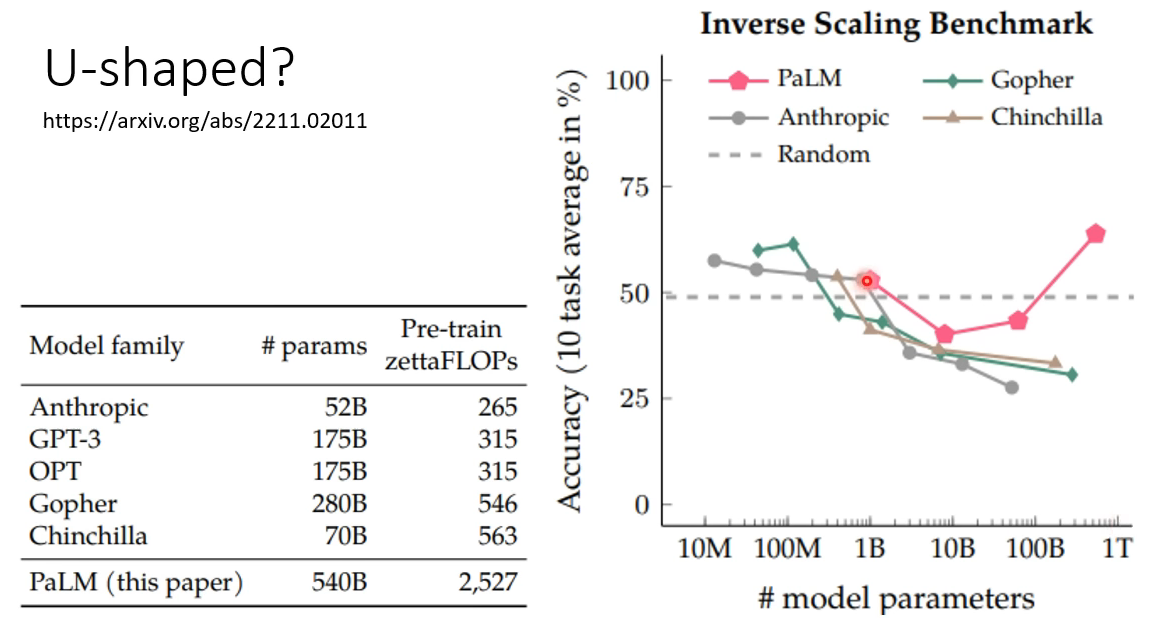 U-shaped?
https://arxiv.org/abs/2211.02011
Model family # params Pre-train zettaFLOPs
Anthropic 52B 265
GPT-3 175B 315
OPT 175B 315
Gopher 280B 546
Chinchilla 70B 563
PaLM (this paper) 540B 2,527
Inverse Scaling Benchmark
PaLM Gopher
Anthropic Chinchilla
Random
Accuracy (10 task average in %)
100
75
50
25
0
10M 100M 1B 10B 100B 1T
# model parameters